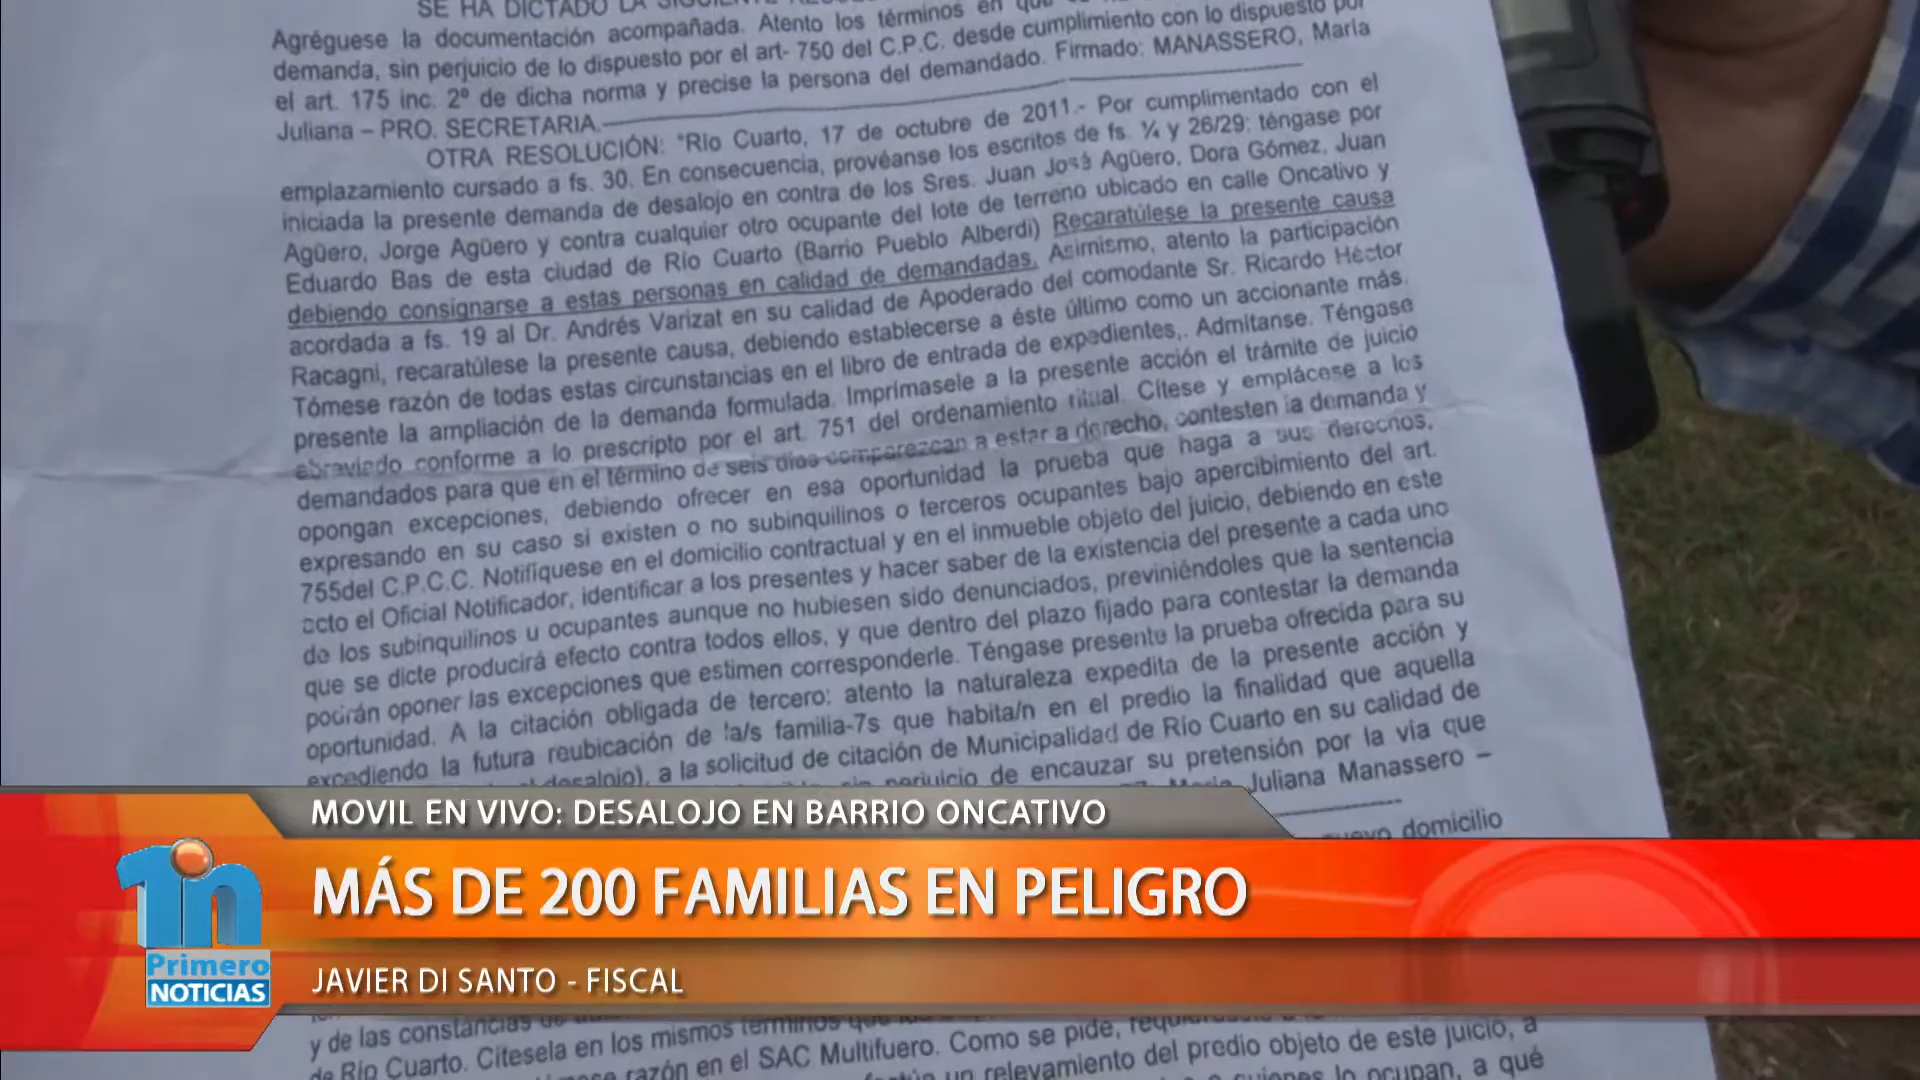 SE HA DICTADO LA SIGUIENTE
Agréguese la documentación acompañada. Atento los términos en que
demanda, sin perjuicio de lo dispuesto por el art- 750 del C.P.C. desde cumplimiento con lo dispuesto por
el art. 175 inc. 2º de dicha norma y precise la persona del demandado. Firmado: MANASSERO, María
Juliana – PRO. SECRETARIA.
OTRA RESOLUCIÓN: "Río Cuarto, 17 de octubre de 2011.- Por cumplimentado con el
emplazamiento cursado a fs. 30. En consecuencia, provéanse los escritos de fs. ¼ y 26/29: téngase por
iniciada la presente demanda de desalojo en contra de los Sres. Juan José Agüero, Dora Gómez, Juan
Agüero, Jorge Agüero y contra cualquier otro ocupante del lote de terreno ubicado en calle Oncativo y
Eduardo Bas de esta ciudad de Río Cuarto (Barrio Pueblo Alberdi) Recaratúlese la presente causa
debiendo consignarse a estas personas en calidad de demandadas. Asimismo, atento la participación
acordada a fs. 19 al Dr. Andrés Varizat en su calidad de Apoderado del comodante Sr. Ricardo Héctor
Racagni, recaratúlese la presente causa, debiendo establecerse a éste último como un accionante más.
Tómese razón de todas estas circunstancias en el libro de entrada de expedientes,. Admítanse. Téngase
presente la ampliación de la demanda formulada. Imprímasele a la presente acción el trámite de juicio
abraviado conforme a lo prescripto por el art. 751 del ordenamiento ritual. Cítese y emplácese a los
demandados para que en el término de seis días comparezcan a estar a derecho, contesten la demanda y
opongan excepciones, debiendo ofrecer en esa oportunidad la prueba que haga a sus derechos,
expresando en su caso si existen o no subinquilinos o terceros ocupantes bajo apercibimiento del art.
755del C.P.C.C. Notifíquese en el domicilio contractual y en el inmueble objeto del juicio, debiendo en este
acto el Oficial Notificador, identificar a los presentes y hacer saber de la existencia del presente a cada uno
de los subinquilinos u ocupantes aunque no hubiesen sido denunciados, previniéndoles que la sentencia
que se dicte producirá efecto contra todos ellos, y que dentro del plazo fijado para contestar la demanda
podrán oponer las excepciones que estimen corresponderle. Téngase presente la prueba ofrecida para su
oportunidad. A la citación obligada de tercero: atento la naturaleza expedita de la presente acción y
excediendo la futura reubicación de la/s familia-7s que habita/n en el predio la finalidad que aquella
desalojo), a la solicitud de citación de Municipalidad de Río Cuarto en su calidad de
perjuicio de encauzar su pretensión por la vía que
Juliana Manassero –
nuevo domicilio
MOVIL EN VIVO: DESALOJO EN BARRIO ONCATIVO
MÁS DE 200 FAMILIAS EN PELIGRO
1n
Primero
NOTICIAS
JAVIER DI SANTO - FISCAL
y de las constancias
de Río Cuarto. Cítesela en los mismos términos que
razón en el SAC Multifuero. Como se pide,
un relevamiento del predio objeto de este juicio, a
quienes lo ocupan, a qué